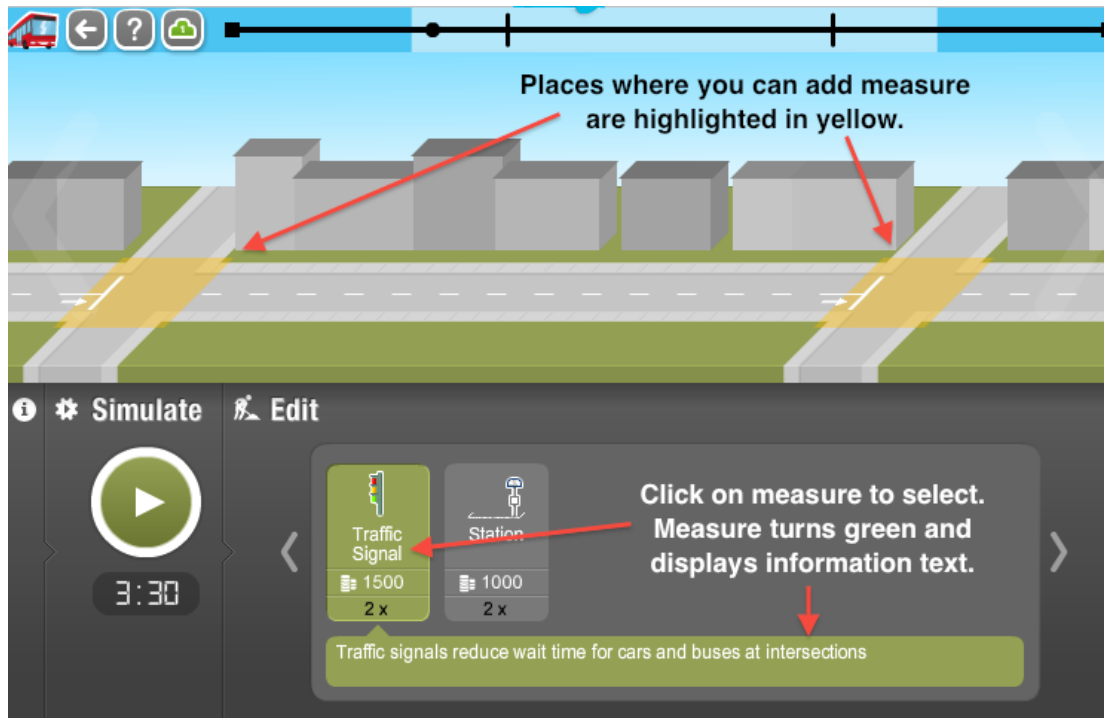 ?
Places where you can add measure
are highlighted in yellow.
i
Simulate
Edit
Click on measure to select.
Measure turns green and
displays information text.
Traffic
Signal
Station
1500
1000
2 x
2 x
3:30
Traffic signals reduce wait time for cars and buses at intersections